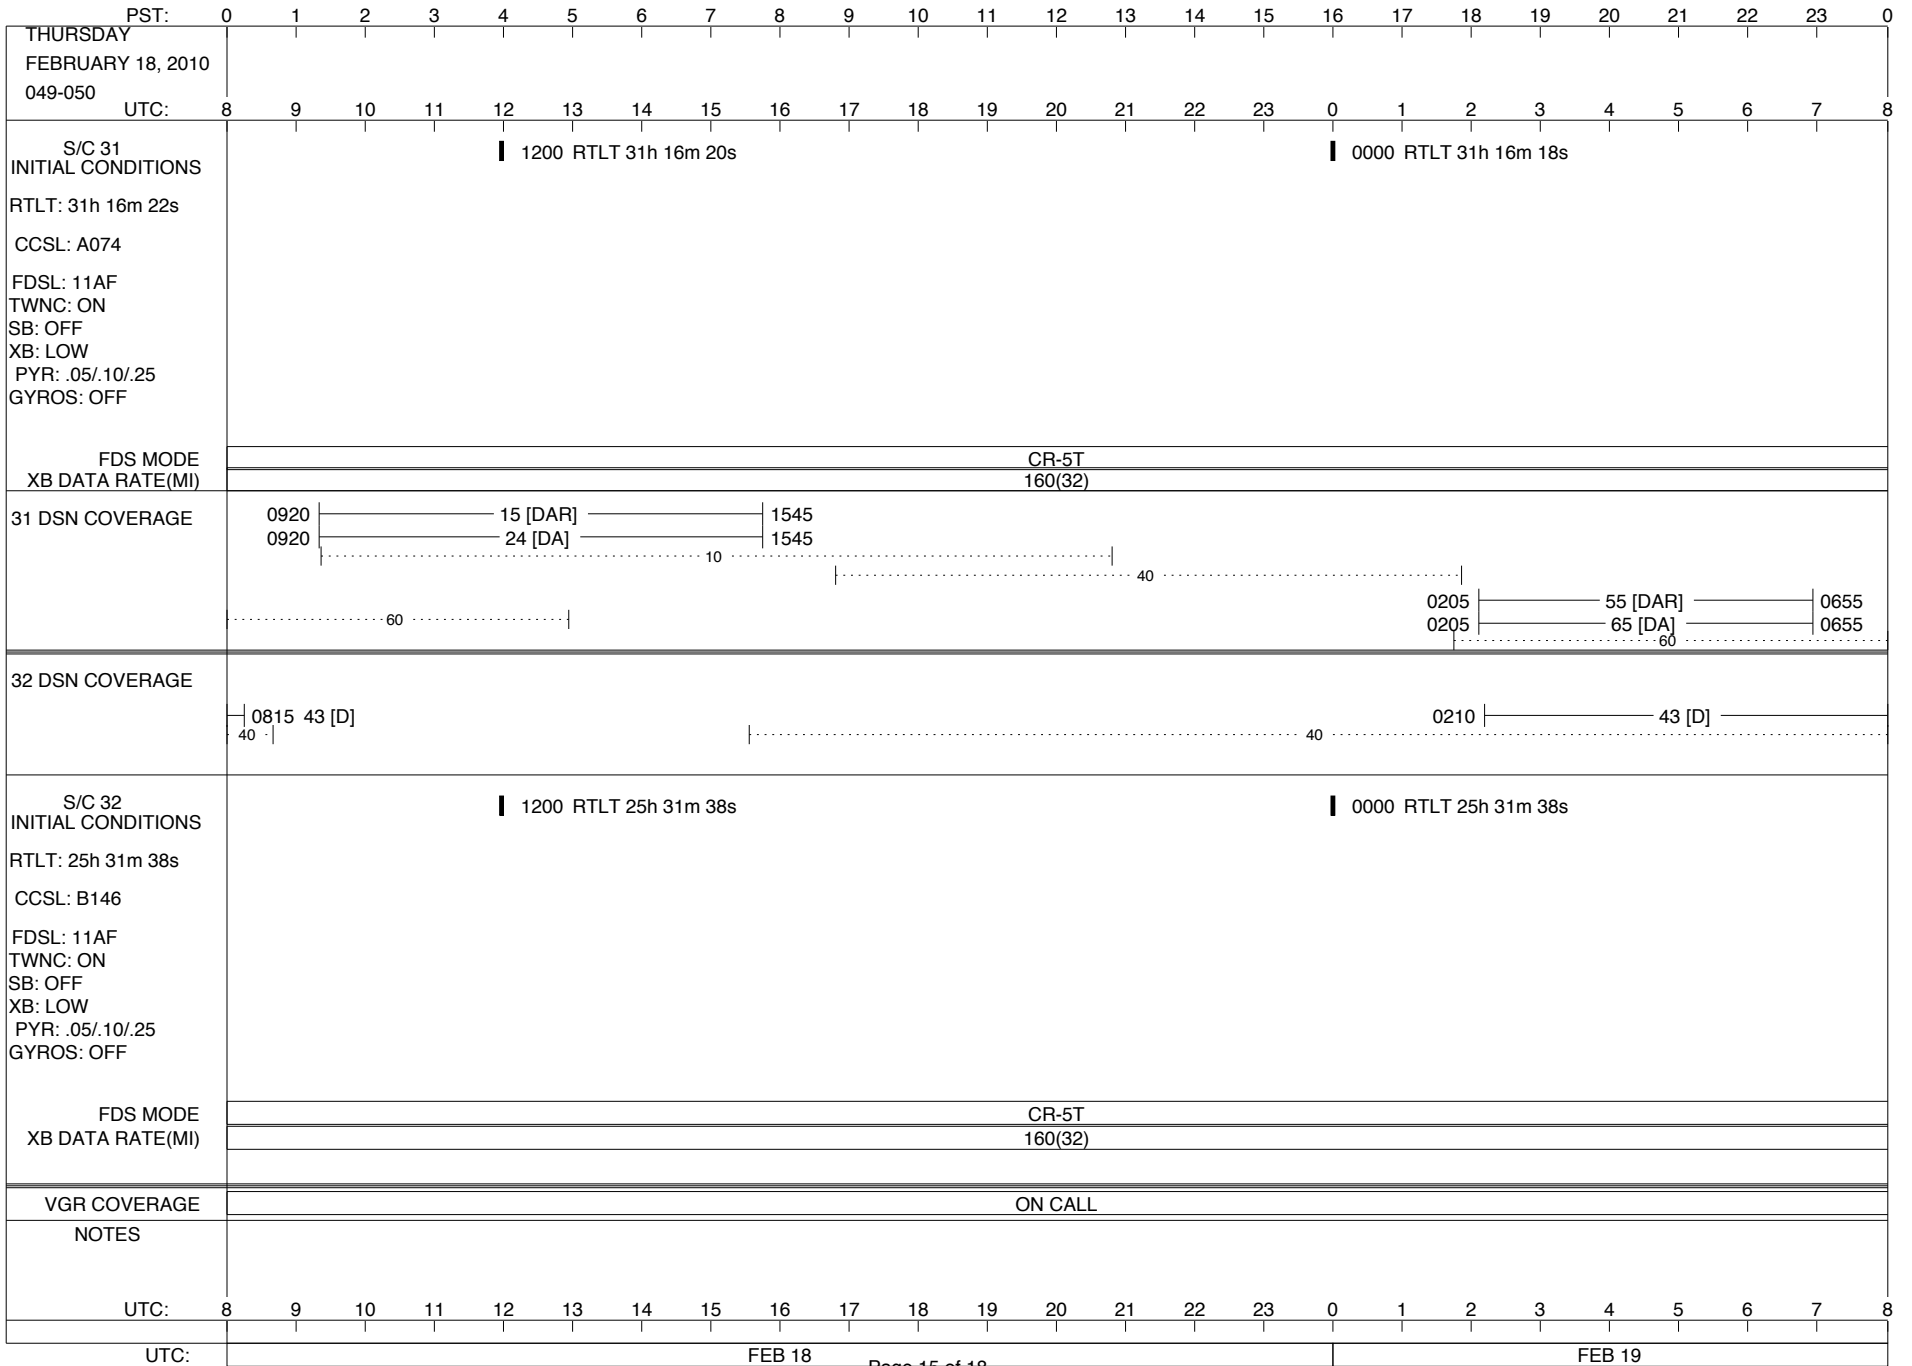 PST: 0 1 2 3 4 5 6 7 8 9 10 11 12 13 14 15 16 17 18 19 20 21 22 23 0
THURSDAY
FEBRUARY 18, 2010
049-050
UTC: 8 9 10 11 12 13 14 15 16 17 18 19 20 21 22 23 0 1 2 3 4 5 6 7 8
S/C 31
INITIAL CONDITIONS
1200 RTLT 31h 16m 20s
0000 RTLT 31h 16m 18s
RTLT: 31h 16m 22s
CCSL: A074
FDSL: 11AF
TWNC: ON
SB: OFF
XB: LOW
PYR: .05/.10/.25
GYROS: OFF
FDS MODE CR-5T
XB DATA RATE(MI) 160(32)
31 DSN COVERAGE
0920 15 [DAR] 1545
0920 24 [DA] 1545
10
40
0205 55 [DAR] 0655
60
0205 65 [DA] 0655
60
32 DSN COVERAGE
0815 43 [D]
0210 43 [D]
40
40
S/C 32
INITIAL CONDITIONS
1200 RTLT 25h 31m 38s
0000 RTLT 25h 31m 38s
RTLT: 25h 31m 38s
CCSL: B146
FDSL: 11AF
TWNC: ON
SB: OFF
XB: LOW
PYR: .05/.10/.25
GYROS: OFF
FDS MODE CR-5T
XB DATA RATE(MI) 160(32)
VGR COVERAGE ON CALL
NOTES
UTC: 8 9 10 11 12 13 14 15 16 17 18 19 20 21 22 23 0 1 2 3 4 5 6 7 8
UTC: FEB 18 FEB 19
Page 15 of 18